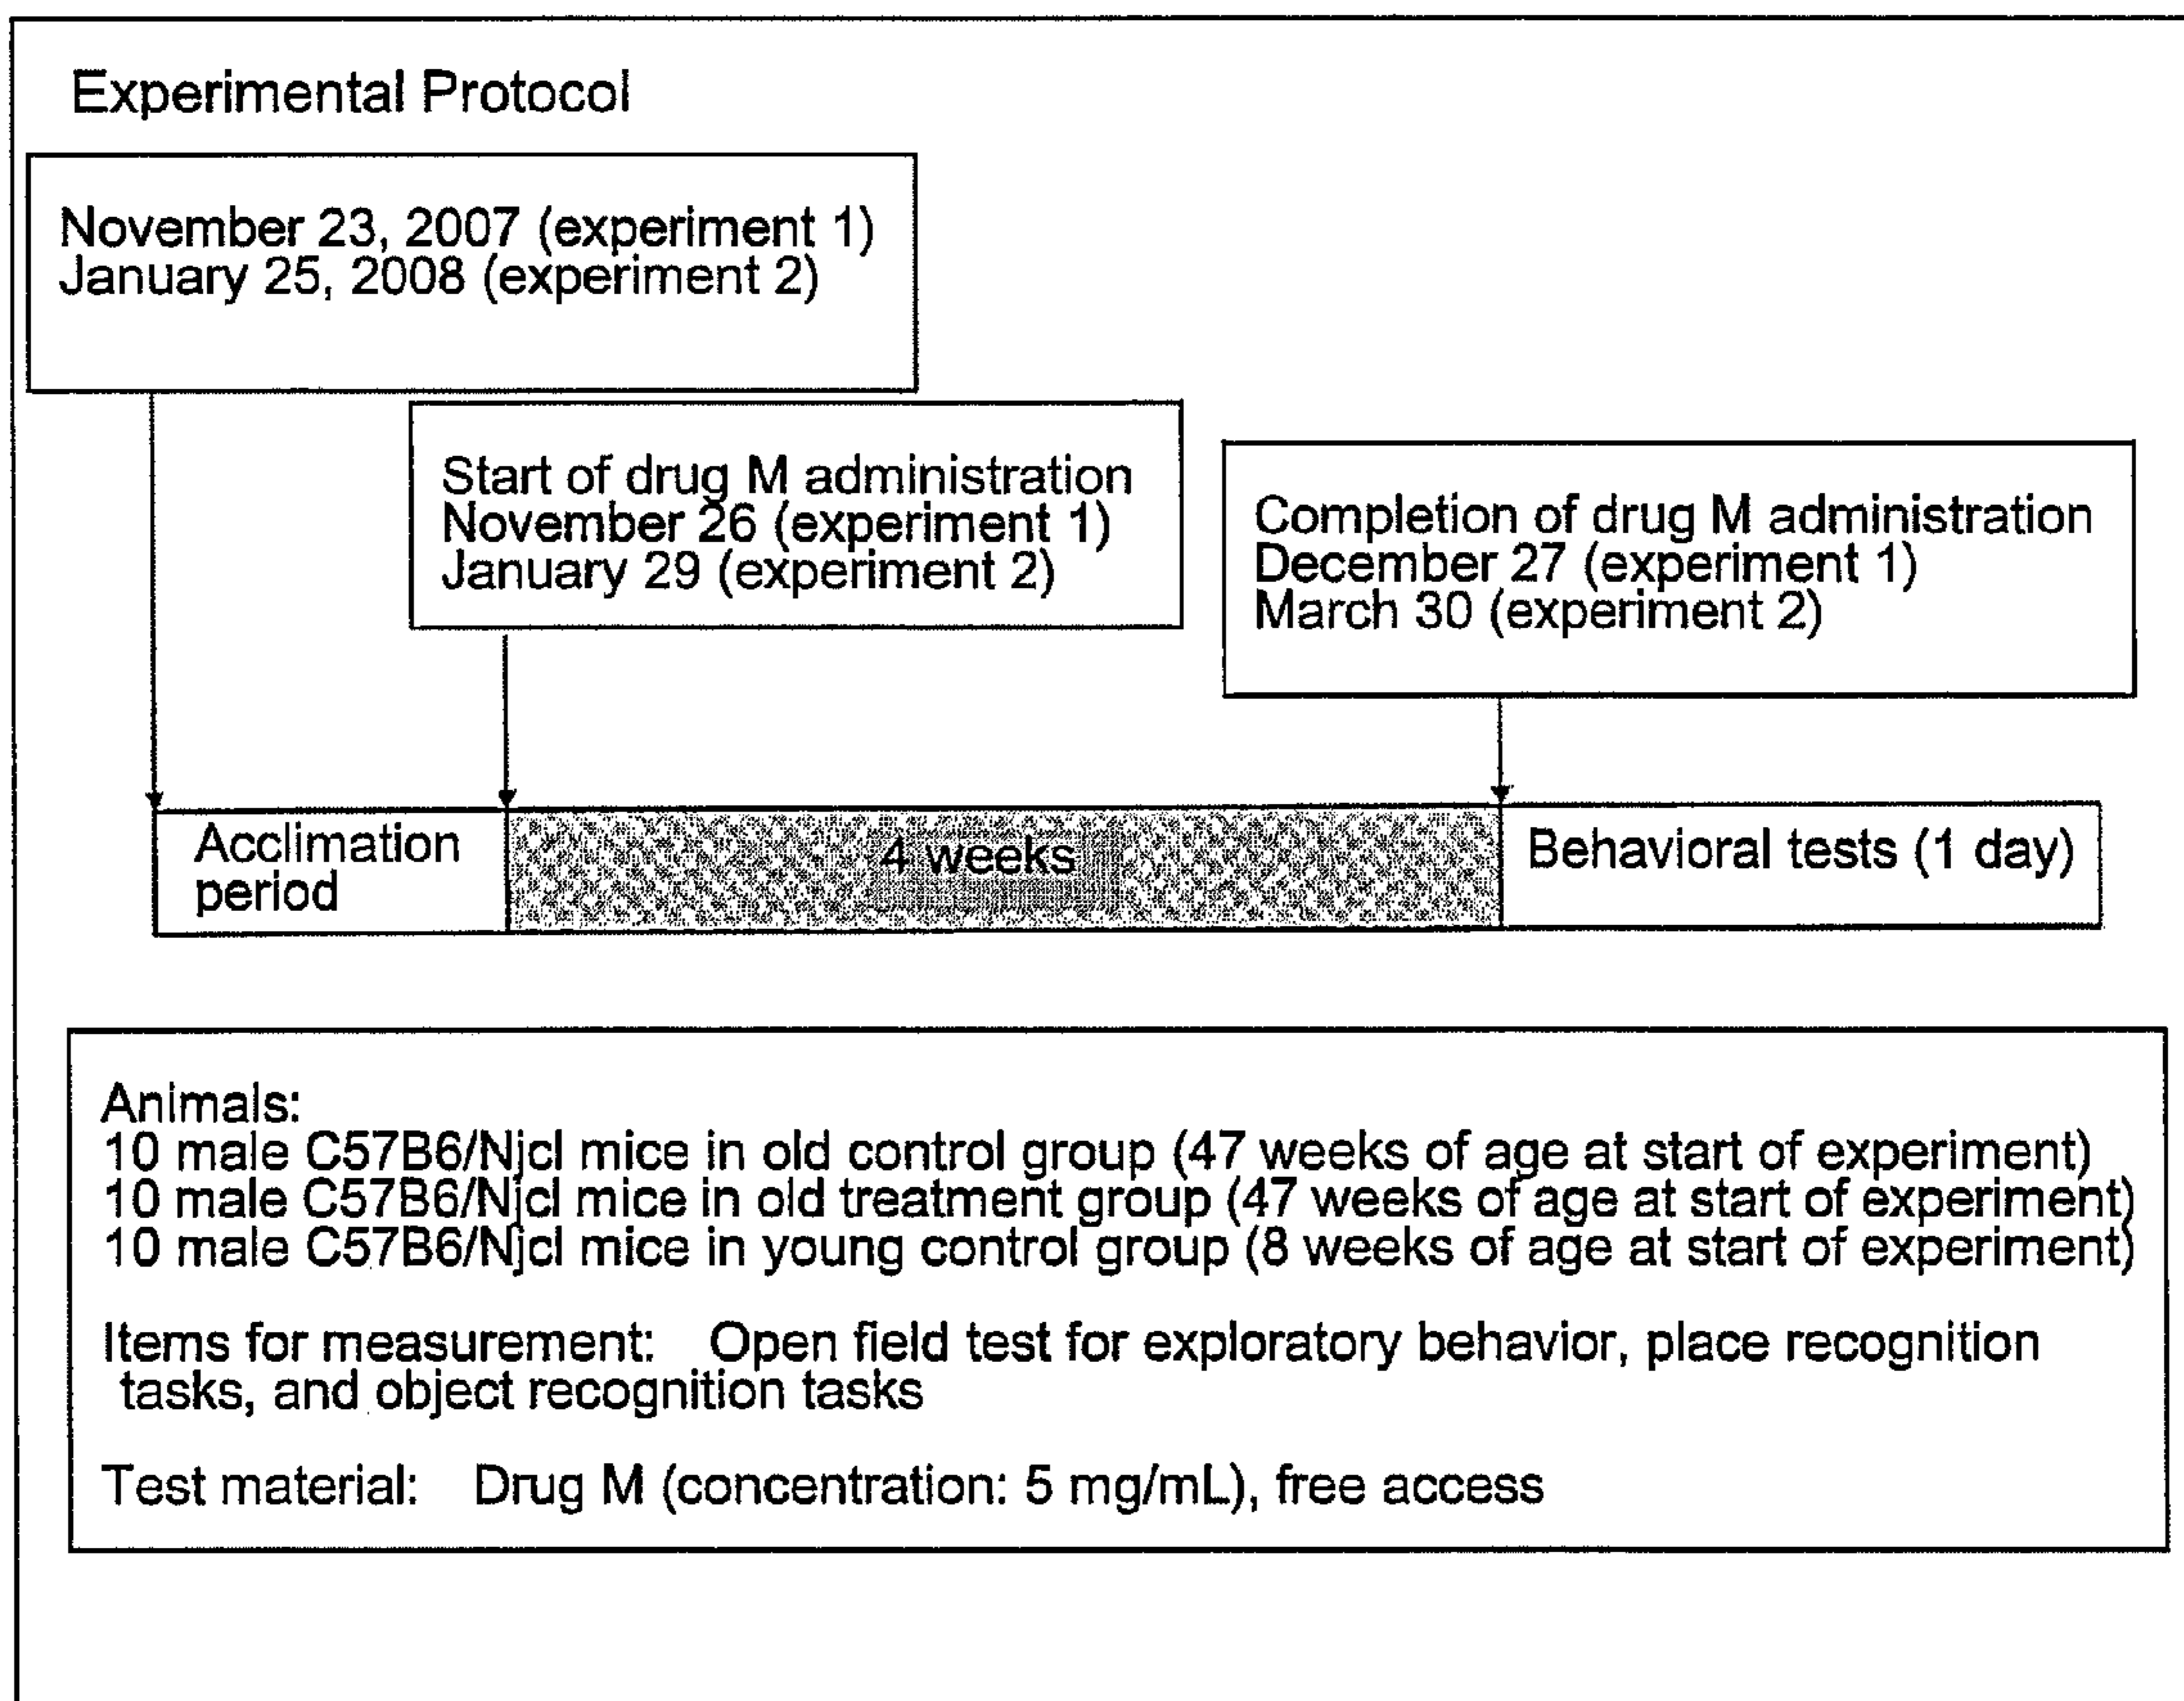 Experimental Protocol
November 23, 2007 (experiment 1)
January 25, 2008 (experiment 2)
Start of drug M administration
November 26 (experiment 1)
January 29 (experiment 2)
Completion of drug M administration
December 27 (experiment 1)
March 30 (experiment 2)
Acclimation
period
4 weeks
Behavioral tests (1 day)
Animals:
10 male C57B6/Njcl mice in old control group (47 weeks of age at start of experiment)
10 male C57B6/Njcl mice in old treatment group (47 weeks of age at start of experiment)
10 male C57B6/Njcl mice in young control group (8 weeks of age at start of experiment)
Items for measurement: Open field test for exploratory behavior, place recognition
tasks, and object recognition tasks
Test material: Drug M (concentration: 5 mg/mL), free access